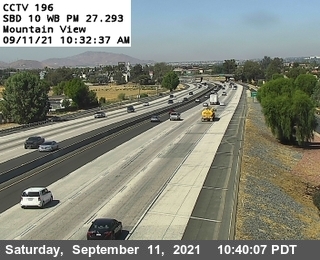 CCTV 196
SBD 10 WB PM 27.293
Mountain View
09/11/21 10:32:37 AM
Saturday, September 11, 2021 10:40:07 PDT